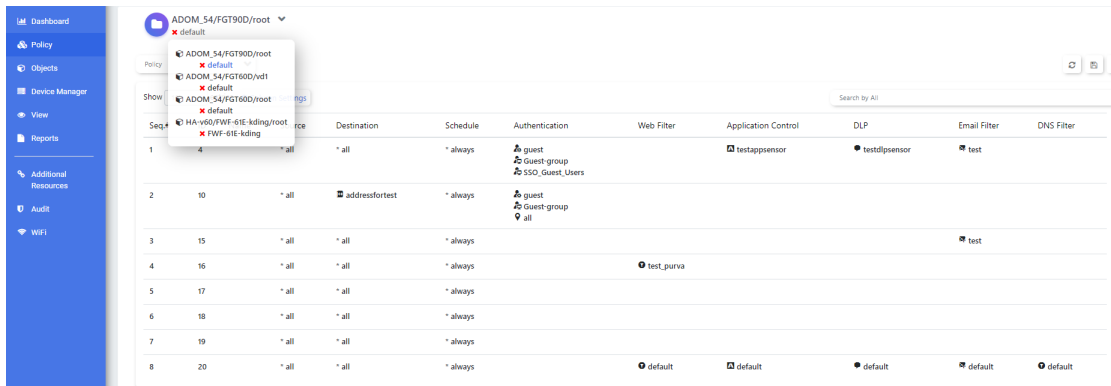 Dashboard
Policy
Objects
Device Manager
View
Reports
Additional
Resources
Audit
WiFi
ADOM_54/FGT90D/root
default
ADOM_54/FGT90D/root
default
ADOM_54/FGT60D/vd1
default
ADOM_54/FGT60D/root
default
HA-v60/FWF-61E-kding/root
FWF-61E-kding
Policy
Show
Search by All
Seq.# Destination Schedule Authentication Web Filter Application Control DLP Email Filter DNS Filter
1 4 * all * all * always guest testappsensor testdlpsensor test
Guest-group
SSO_Guest_Users
2 10 * all addressfortest * always guest
Guest-group
all
3 15 * all * all * always test
4 16 * all * all * always test_purva
5 17 * all * all * always
6 18 * all * all * always
7 19 * all * all * always
8 20 * all * all * always default default default default default